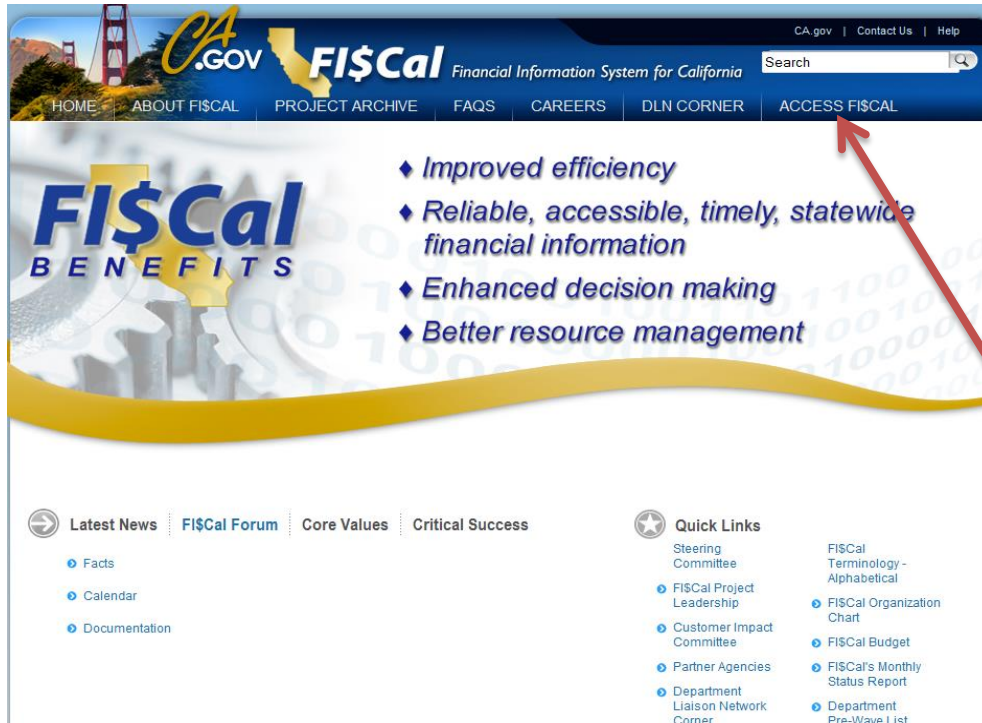 CA.gov | Contact Us | Help
CA
.GOV
FI$Cal Financial Information System for California
Search
HOME ABOUT FI$CAL PROJECT ARCHIVE FAQS CAREERS DLN CORNER ACCESS FI$CAL
FI$Cal
BENEFITS
♦ Improved efficiency
♦ Reliable, accessible, timely, statewide
financial information
♦ Enhanced decision making
♦ Better resource management
Latest News FI$Cal Forum Core Values Critical Success
Facts
Calendar
Documentation
Quick Links
Steering
Committee
FI$Cal Project
Leadership
Customer Impact
Committee
Partner Agencies
Department
Liaison Network
Corner
FI$Cal
Terminology -
Alphabetical
FI$Cal Organization
Chart
FI$Cal Budget
FI$Cal's Monthly
Status Report
Department
Pre-Wave List